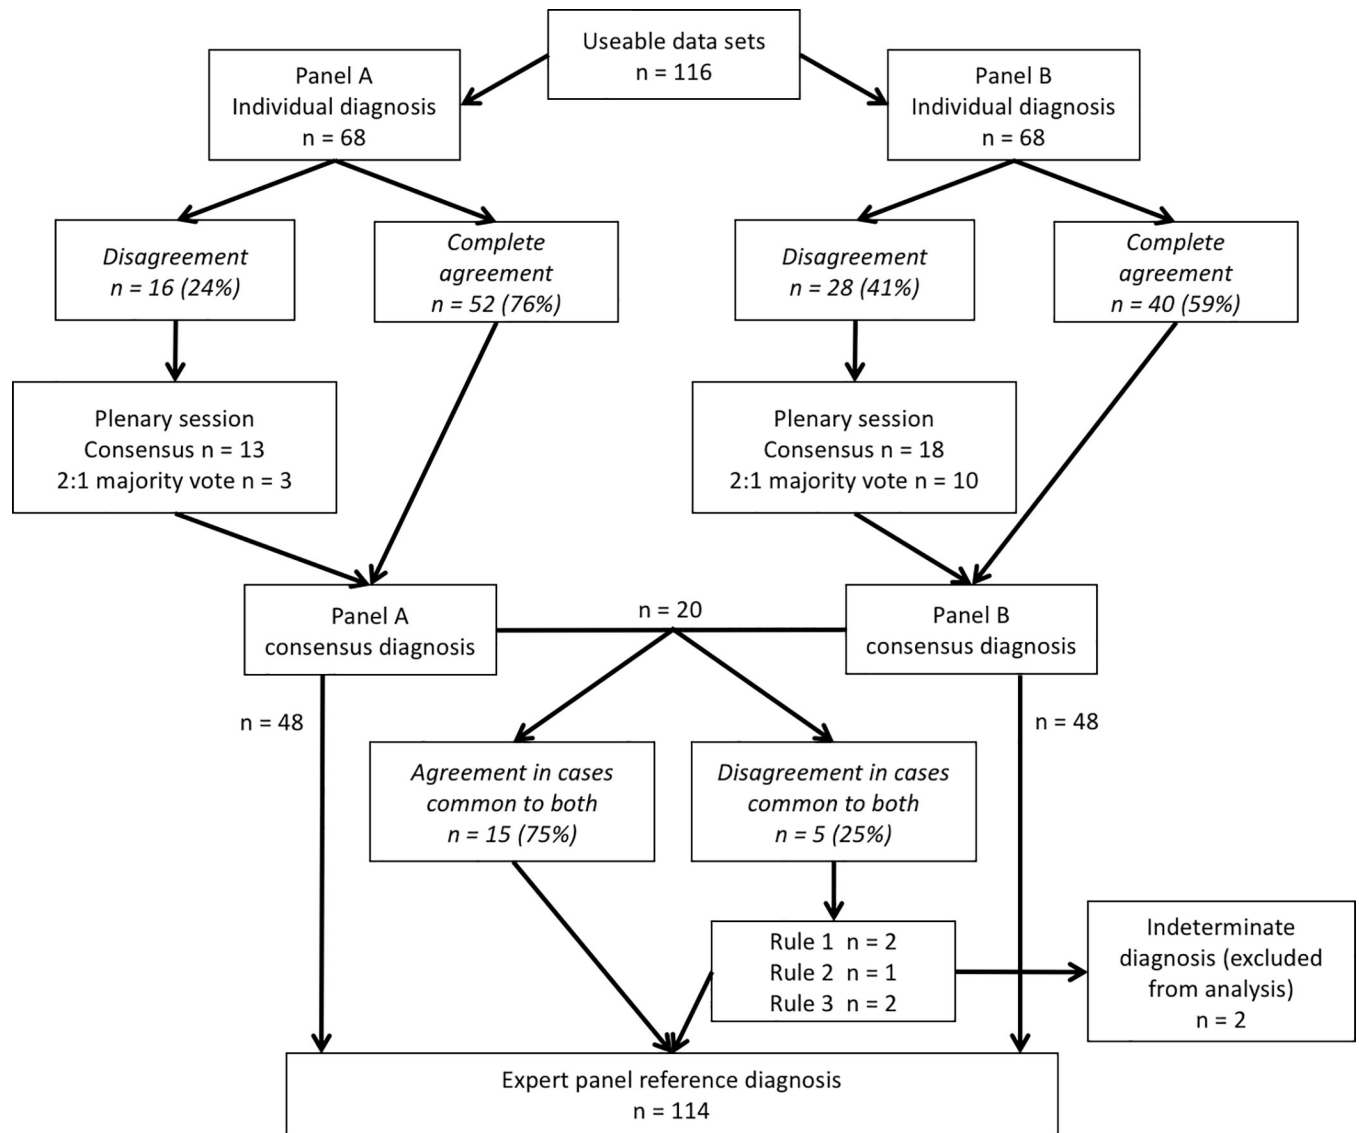 Useable data sets
n = 116
Panel A
Individual diagnosis
n = 68
Panel B
Individual diagnosis
n = 68
Disagreement
n = 16 (24%)
Complete
agreement
n = 52 (76%)
Disagreement
n = 28 (41%)
Complete
agreement
n = 40 (59%)
Plenary session
Consensus n = 13
2:1 majority vote n = 3
Plenary session
Consensus n = 18
2:1 majority vote n = 10
Panel A
consensus diagnosis
n = 20
Panel B
consensus diagnosis
n = 48
n = 48
Agreement in cases
common to both
n = 15 (75%)
Disagreement in cases
common to both
n = 5 (25%)
Rule 1 n = 2
Rule 2 n = 1
Rule 3 n = 2
Indeterminate
diagnosis (excluded
from analysis)
n = 2
Expert panel reference diagnosis
n = 114